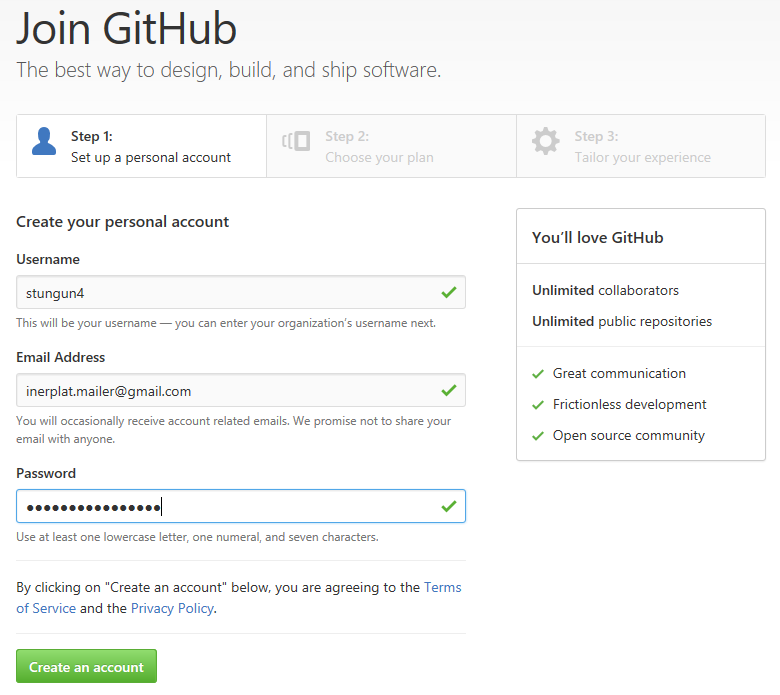 Join GitHub
The best way to design, build, and ship software.
Step 1:
Set up a personal account
Step 2:
Choose your plan
Step 3:
Tailor your experience
Create your personal account
Username
stungun4
This will be your username — you can enter your organization's username next.
Email Address
inerplat.mailer@gmail.com
You will occasionally receive account related emails. We promise not to share your
email with anyone.
Password
••••••••••••••••
Use at least one lowercase letter, one numeral, and seven characters.
By clicking on "Create an account" below, you are agreeing to the Terms
of Service and the Privacy Policy.
Create an account
You'll love GitHub
Unlimited collaborators
Unlimited public repositories
Great communication
Frictionless development
Open source community